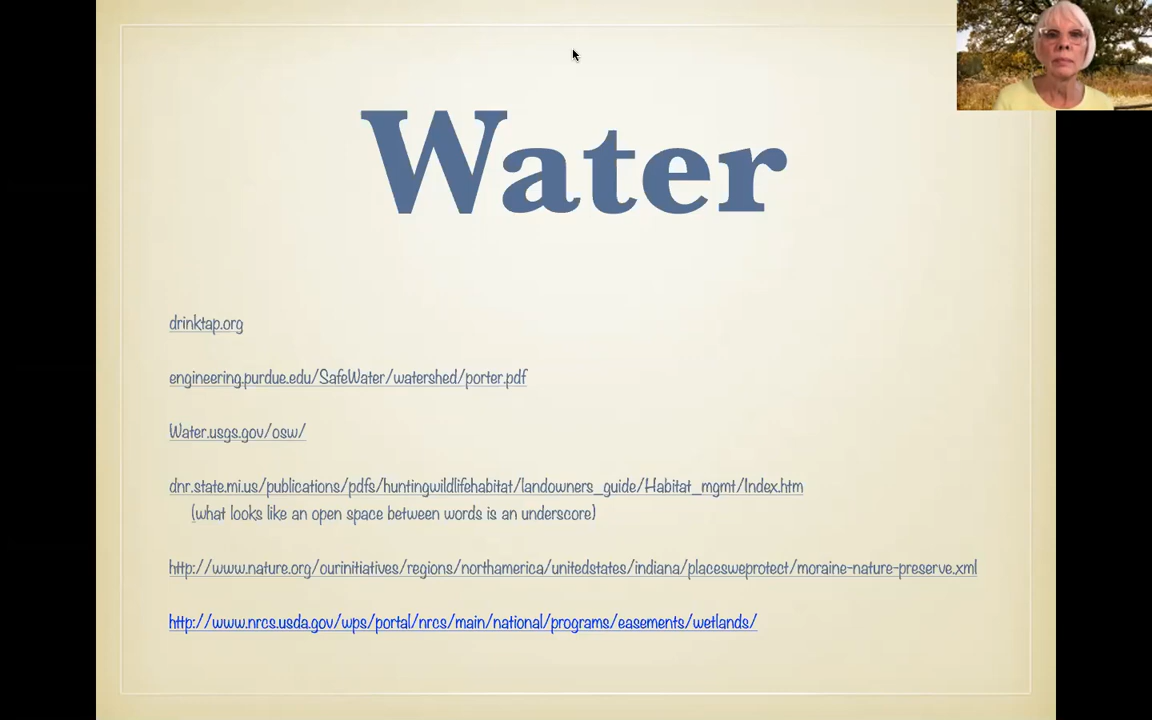 Water
drinktap.org
engineering.purdue.edu/SafeWater/watershed/porter.pdf
Water.usgs.gov/osw/
dnr.state.mi.us/publications/pdfs/huntingwildlifehabitat/landowners_guide/Habitat_mgmt/Index.htm
(what looks like an open space between words is an underscore)
http://www.nature.org/ourinitiatives/regions/northamerica/unitedstates/indiana/placesweprotect/moraine-nature-preserve.xml
http://www.nrcs.usda.gov/wps/portal/nrcs/main/national/programs/easements/wetlands/